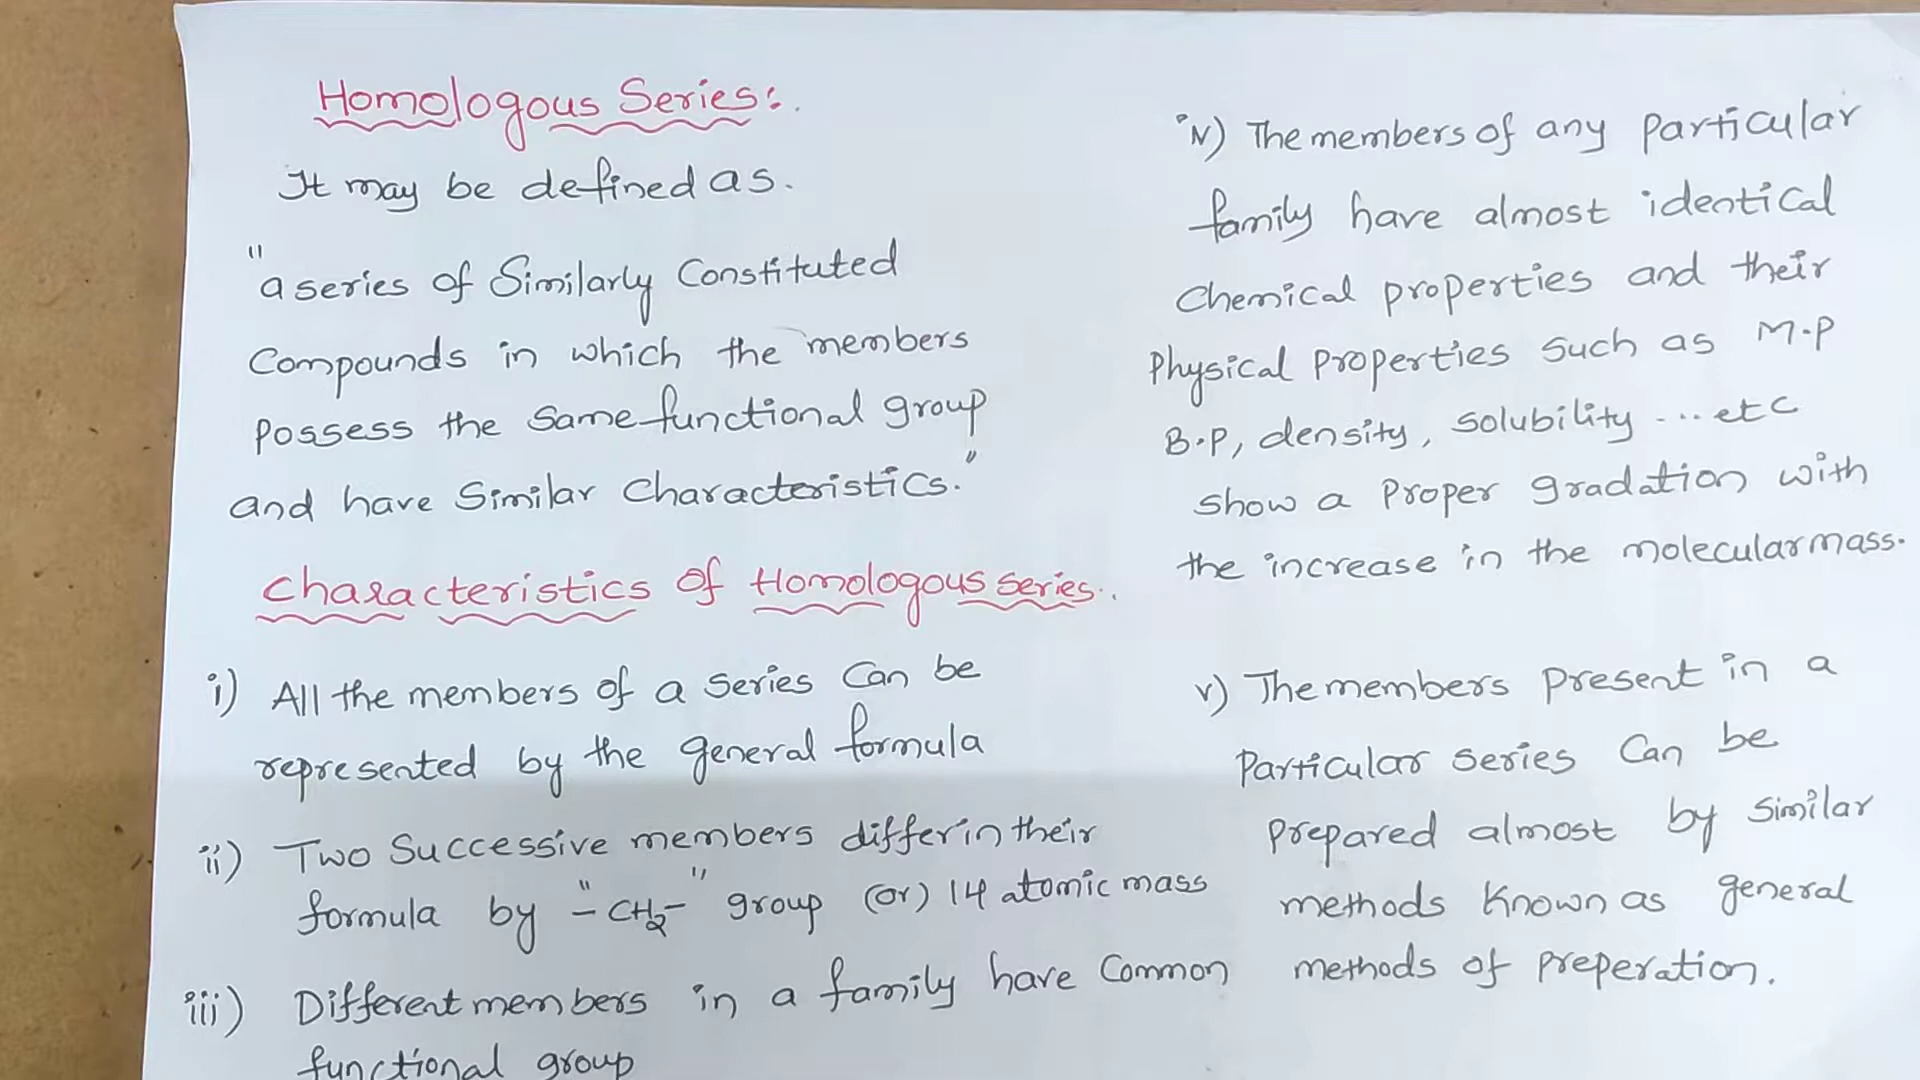 Homologous Series:.
It may be defined as.
"a series of Similarly Constituted
Compounds in which the members
possess the same functional group
and have similar characteristics."
Characteristics of Homologous series..
i) All the members of a series can be
represented by the general formula
ii) Two Successive members differ in their
formula by "-CH2-" group (or) 14 atomic mass
iii) Different members in a family have common
functional group
iv) The members of any particular
family have almost identical
Chemical properties and their
Physical properties such as M.P
B.P, density, solubility ... etc
show a proper gradation with
the increase in the molecular mass.
v) The members present in a
particular series can be
prepared almost by similar
methods known as general
methods of preperation.